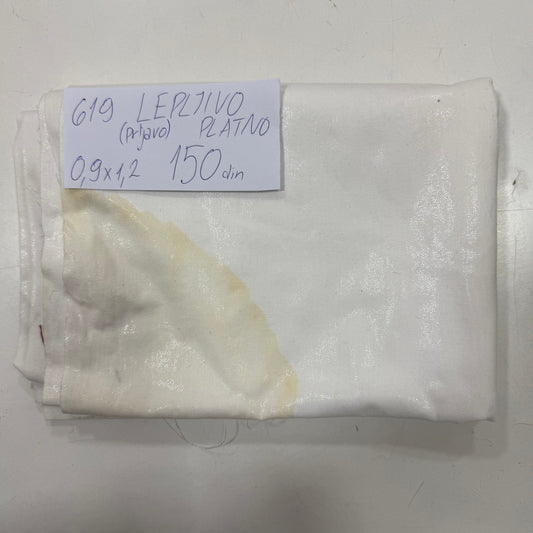 619 LEPLJIVO
(prljavo) PLATNO
0,9x1,2 150 din